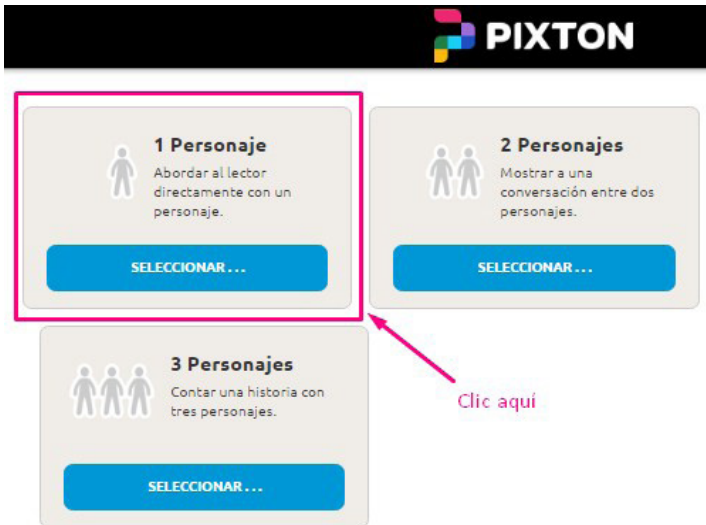 PIXTON
1 Personaje
Abordar al lector
directamente con un
personaje.
SELECCIONAR...
2 Personajes
Mostrar a una
conversación entre dos
personajes.
SELECCIONAR...
3 Personajes
Contar una historia con
tres personajes.
SELECCIONAR...
Clic aquí